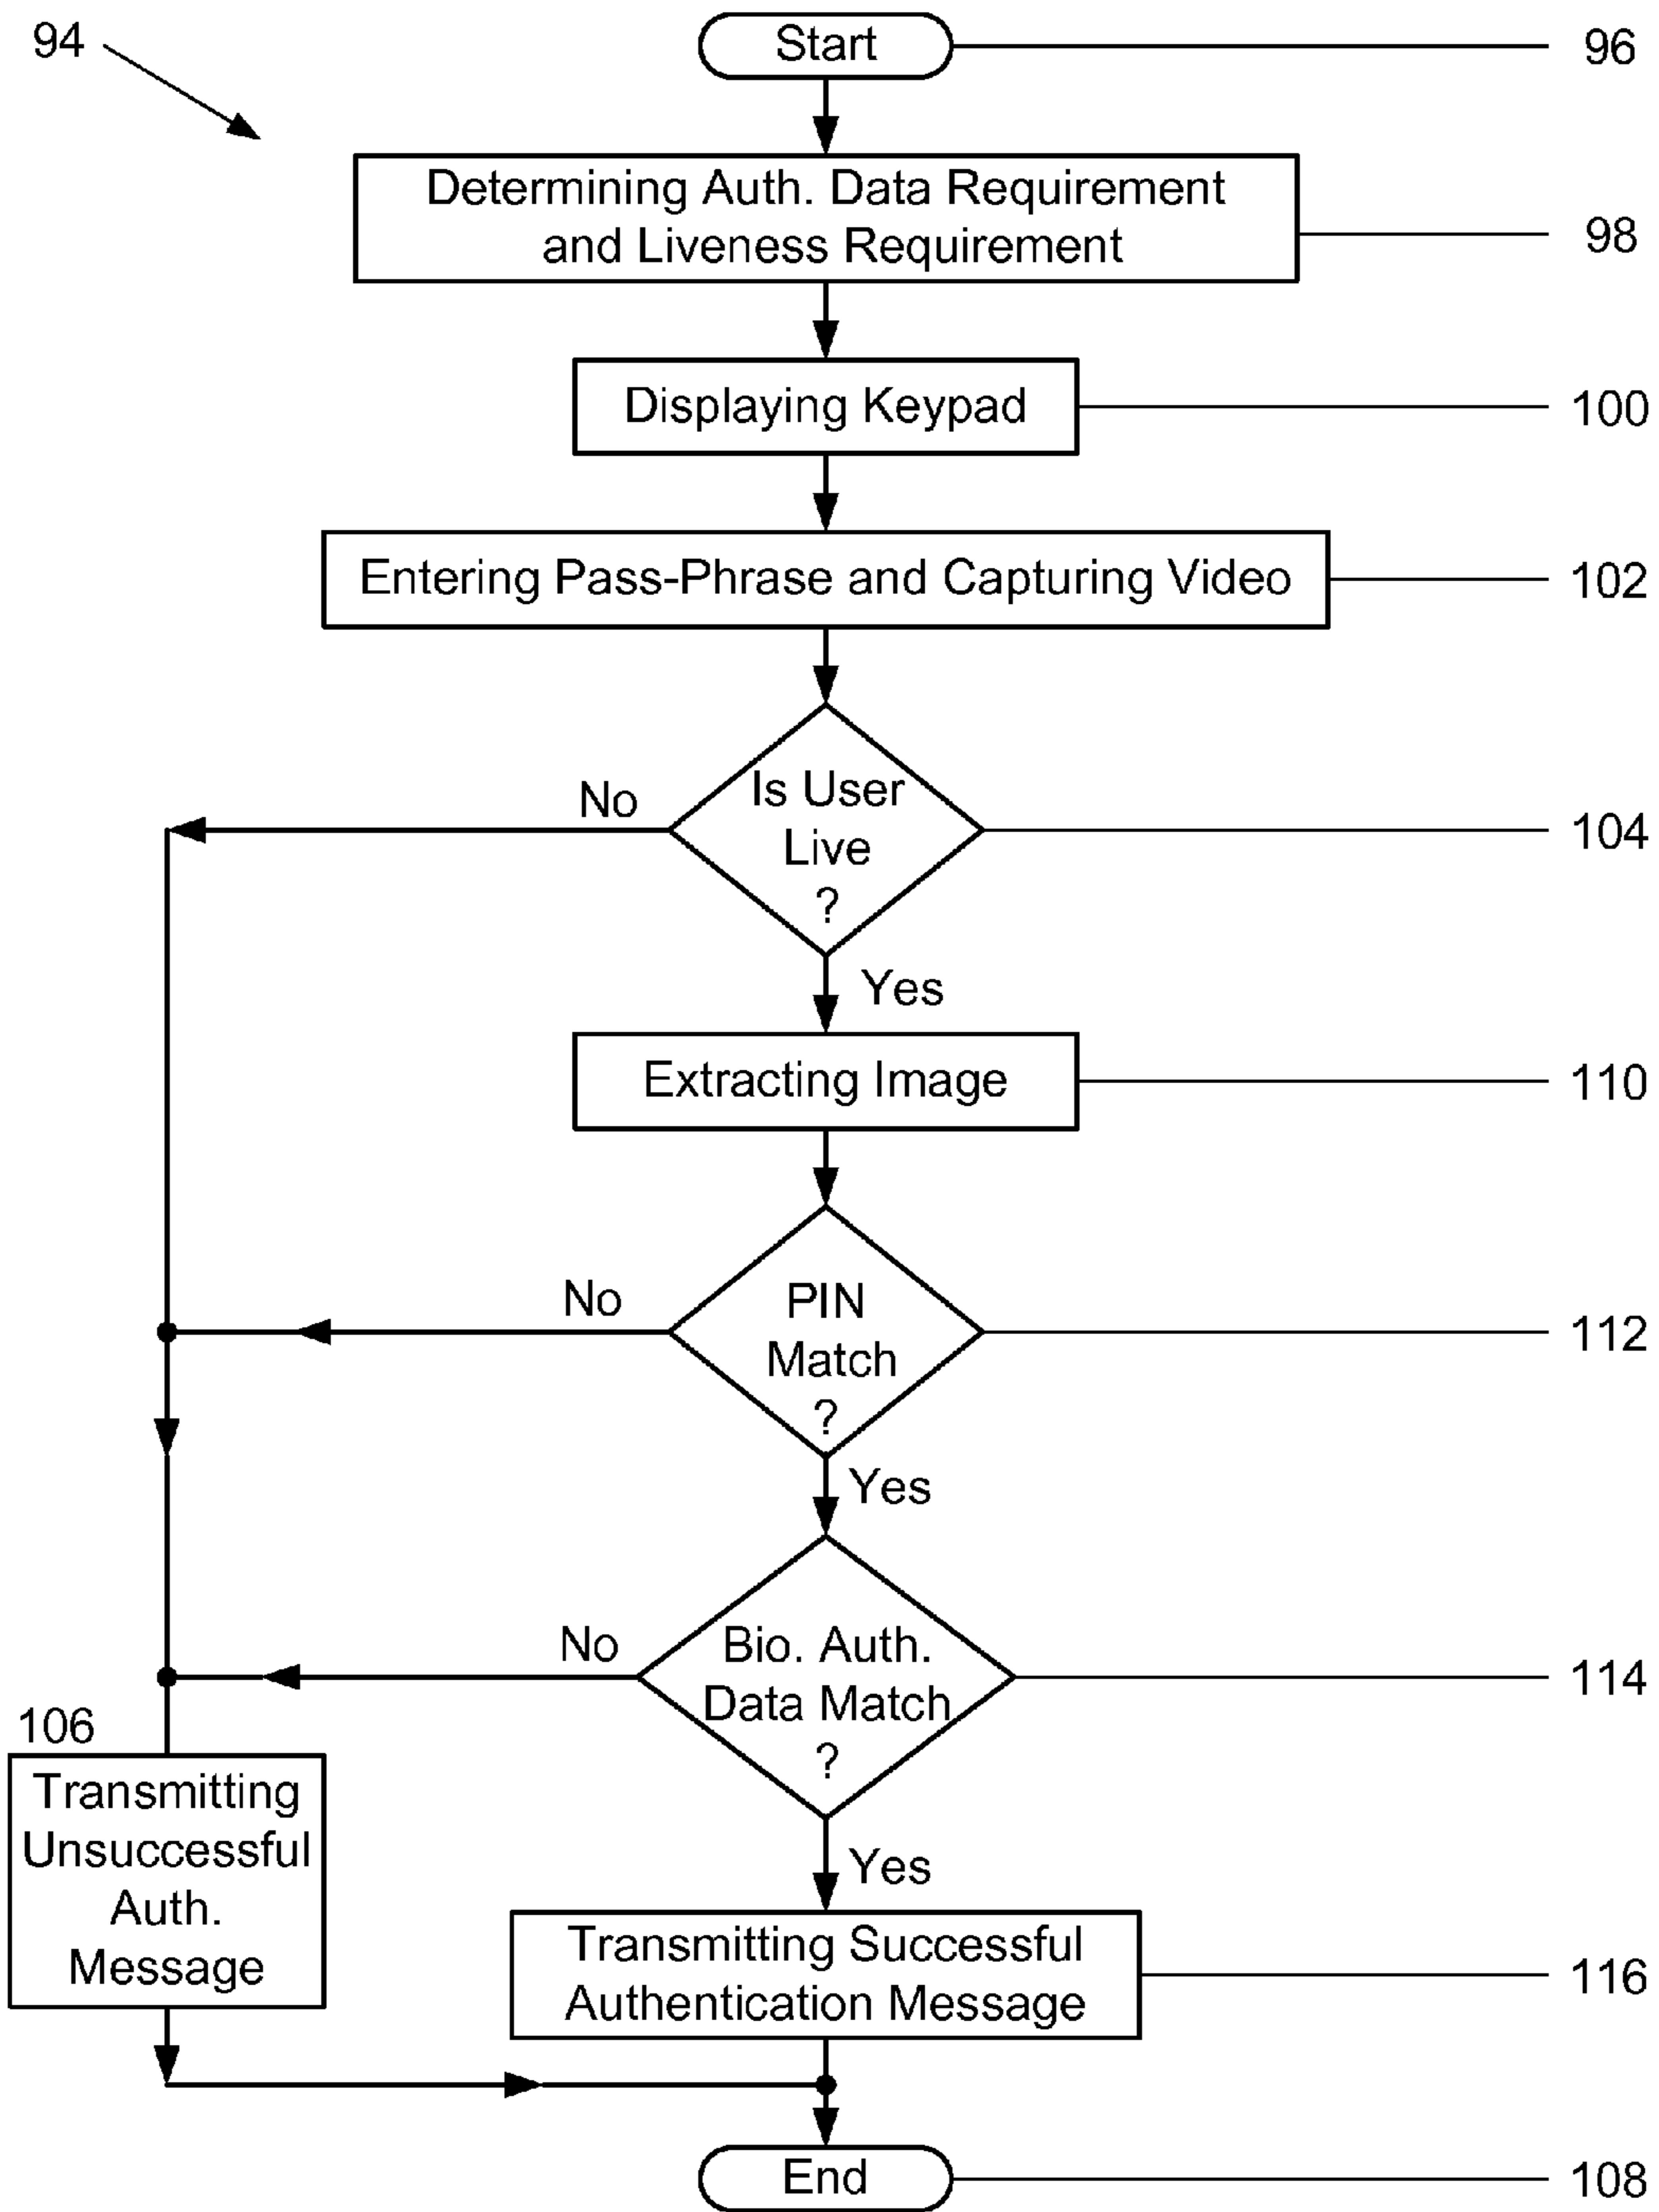 94
Start
96
Determining Auth. Data Requirement
and Liveness Requirement
98
Displaying Keypad
100
Entering Pass-Phrase and Capturing Video
102
Is User
Live
?
No
104
Yes
Extracting Image
110
PIN
Match
?
No
112
Yes
Bio. Auth.
Data Match
?
No
114
106
Transmitting
Unsuccessful
Auth.
Message
Yes
Transmitting Successful
Authentication Message
116
End
108